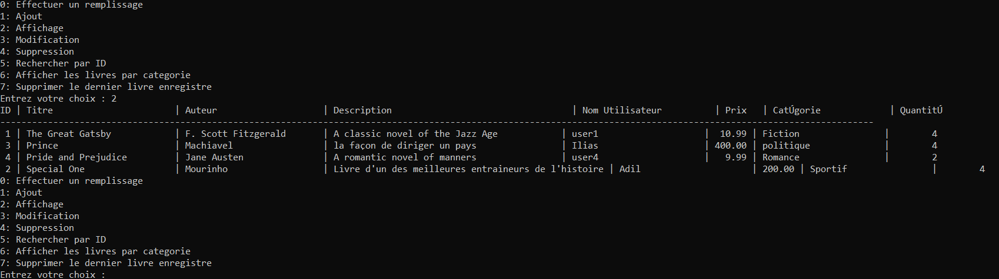 0: Effectuer un remplissage
1: Ajout
2: Affichage
3: Modification
4: Suppression
5: Rechercher par ID
6: Afficher les livres par categorie
7: Supprimer le dernier livre enregistre
Entrez votre choix : 2
ID | Titre                       | Auteur                    | Description                                  | Nom Utilisateur          | Prix   | CatÚgorie             | QuantitÚ
---------------------------------------------------------------------------------------------------------------------------------------------------------------------
 1 | The Great Gatsby            | F. Scott Fitzgerald       | A classic novel of the Jazz Age            | user1                    |  10.99 | Fiction                |        4
 3 | Prince                      | Machiavel                 | la façon de diriger un pays                | Ilias                    | 400.00 | politique              |        4
 4 | Pride and Prejudice         | Jane Austen               | A romantic novel of manners                | user4                    |   9.99 | Romance                |        2
 2 | Special One                 | Mourinho                  | Livre d'un des meilleures entraineurs de l'histoire | Adil                     | 200.00 | Sportif                |        4
0: Effectuer un remplissage
1: Ajout
2: Affichage
3: Modification
4: Suppression
5: Rechercher par ID
6: Afficher les livres par categorie
7: Supprimer le dernier livre enregistre
Entrez votre choix :